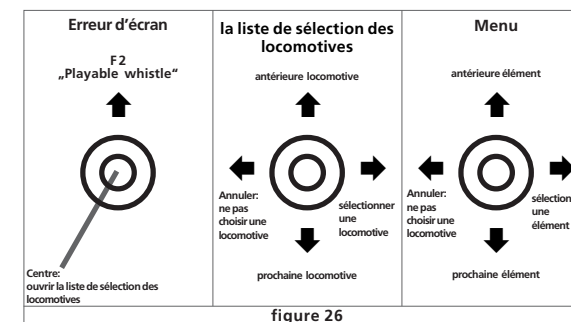 Erreur d’écran
F2
„Playable whistle“
Centre:
ouvrir la liste de sélection des
locomotives
la liste de sélection des
locomotives
antérieure locomotive
Annuler:
ne pas
choisir une
locomotive
sélectionner
une
locomotive
prochaine locomotive
Menu
antérieure élément
Annuler:
ne pas
choisir une
locomotive
une
élément
prochaine élément
figure 26